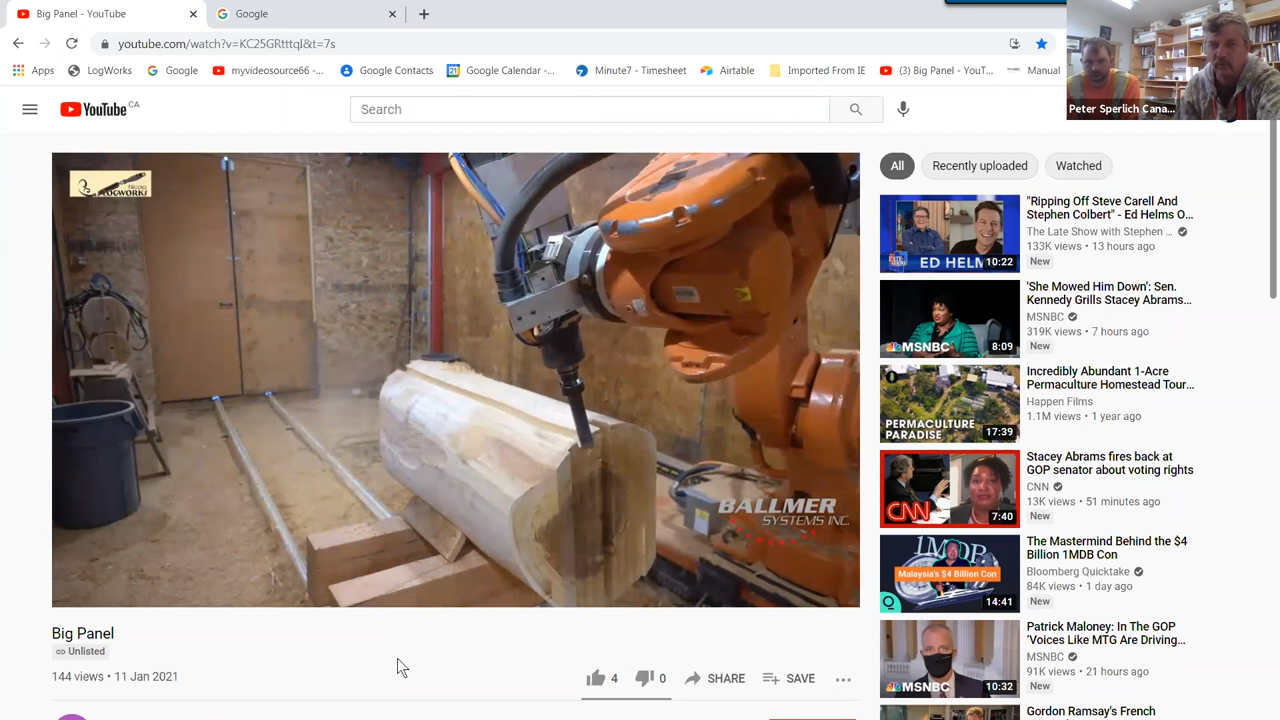 Big Panel - YouTube
Google
youtube.com/watch?v=KC25GRtttqI&t=7s
Apps
LogWorks
Google
myvideosource66 -...
Google Contacts
Google Calendar -...
Minute7 - Timesheet
Airtable
Imported From IE
(3) Big Panel - YouT...
Manual
Peter Sperlich Cana...
YouTube CA
Search
All
Recently uploaded
Watched
Nicola
LOGWORKS
BALLMER
SYSTEMS INC.
ED HELM
10:22
"Ripping Off Steve Carell And
Stephen Colbert" - Ed Helms O...
The Late Show with Stephen ...
133K views • 13 hours ago
New
MSNBC
8:09
'She Mowed Him Down': Sen.
Kennedy Grills Stacey Abrams...
MSNBC
319K views • 7 hours ago
New
PERMACULTURE
PARADISE
17:39
Incredibly Abundant 1-Acre
Permaculture Homestead Tour...
Happen Films
1.1M views • 1 year ago
CNN
7:40
Stacey Abrams fires back at
GOP senator about voting rights
CNN
13K views • 51 minutes ago
New
1MDB
Malaysia's $4 Billion Con
14:41
The Mastermind Behind the $4
Billion 1MDB Con
Bloomberg Quicktake
84K views • 1 day ago
New
MSNBC
10:32
Patrick Maloney: In The GOP
'Voices Like MTG Are Driving...
MSNBC
91K views • 21 hours ago
New
Gordon Ramsay's French
Big Panel
Unlisted
144 views • 11 Jan 2021
4
0
SHARE
SAVE